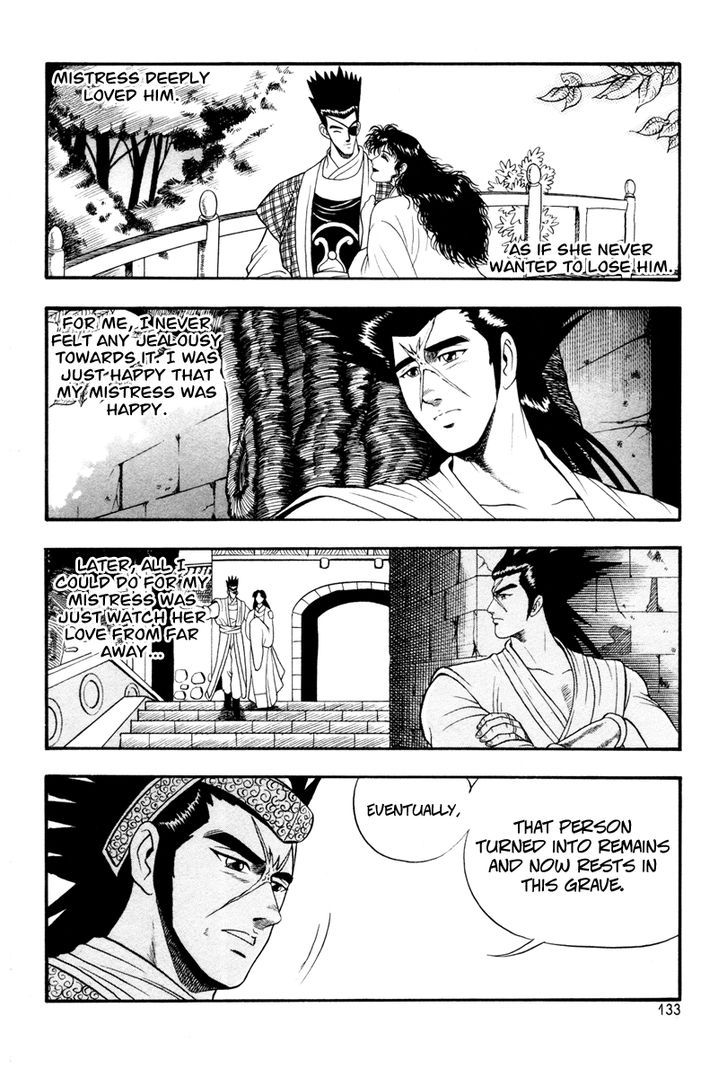 MISTRESS DEEPLY
LOVED HIM.
AS IF SHE NEVER
WANTED TO LOSE HIM.
FOR ME, I NEVER
FELT ANY JEALOUSY
TOWARDS IT. I WAS
JUST HAPPY THAT
MY MISTRESS WAS
HAPPY.
LATER, ALL I
COULD DO FOR MY
MISTRESS WAS
JUST WATCH HER
LOVE FROM FAR
AWAY...
EVENTUALLY,
THAT PERSON
TURNED INTO REMAINS
AND NOW RESTS IN
THIS GRAVE.
133